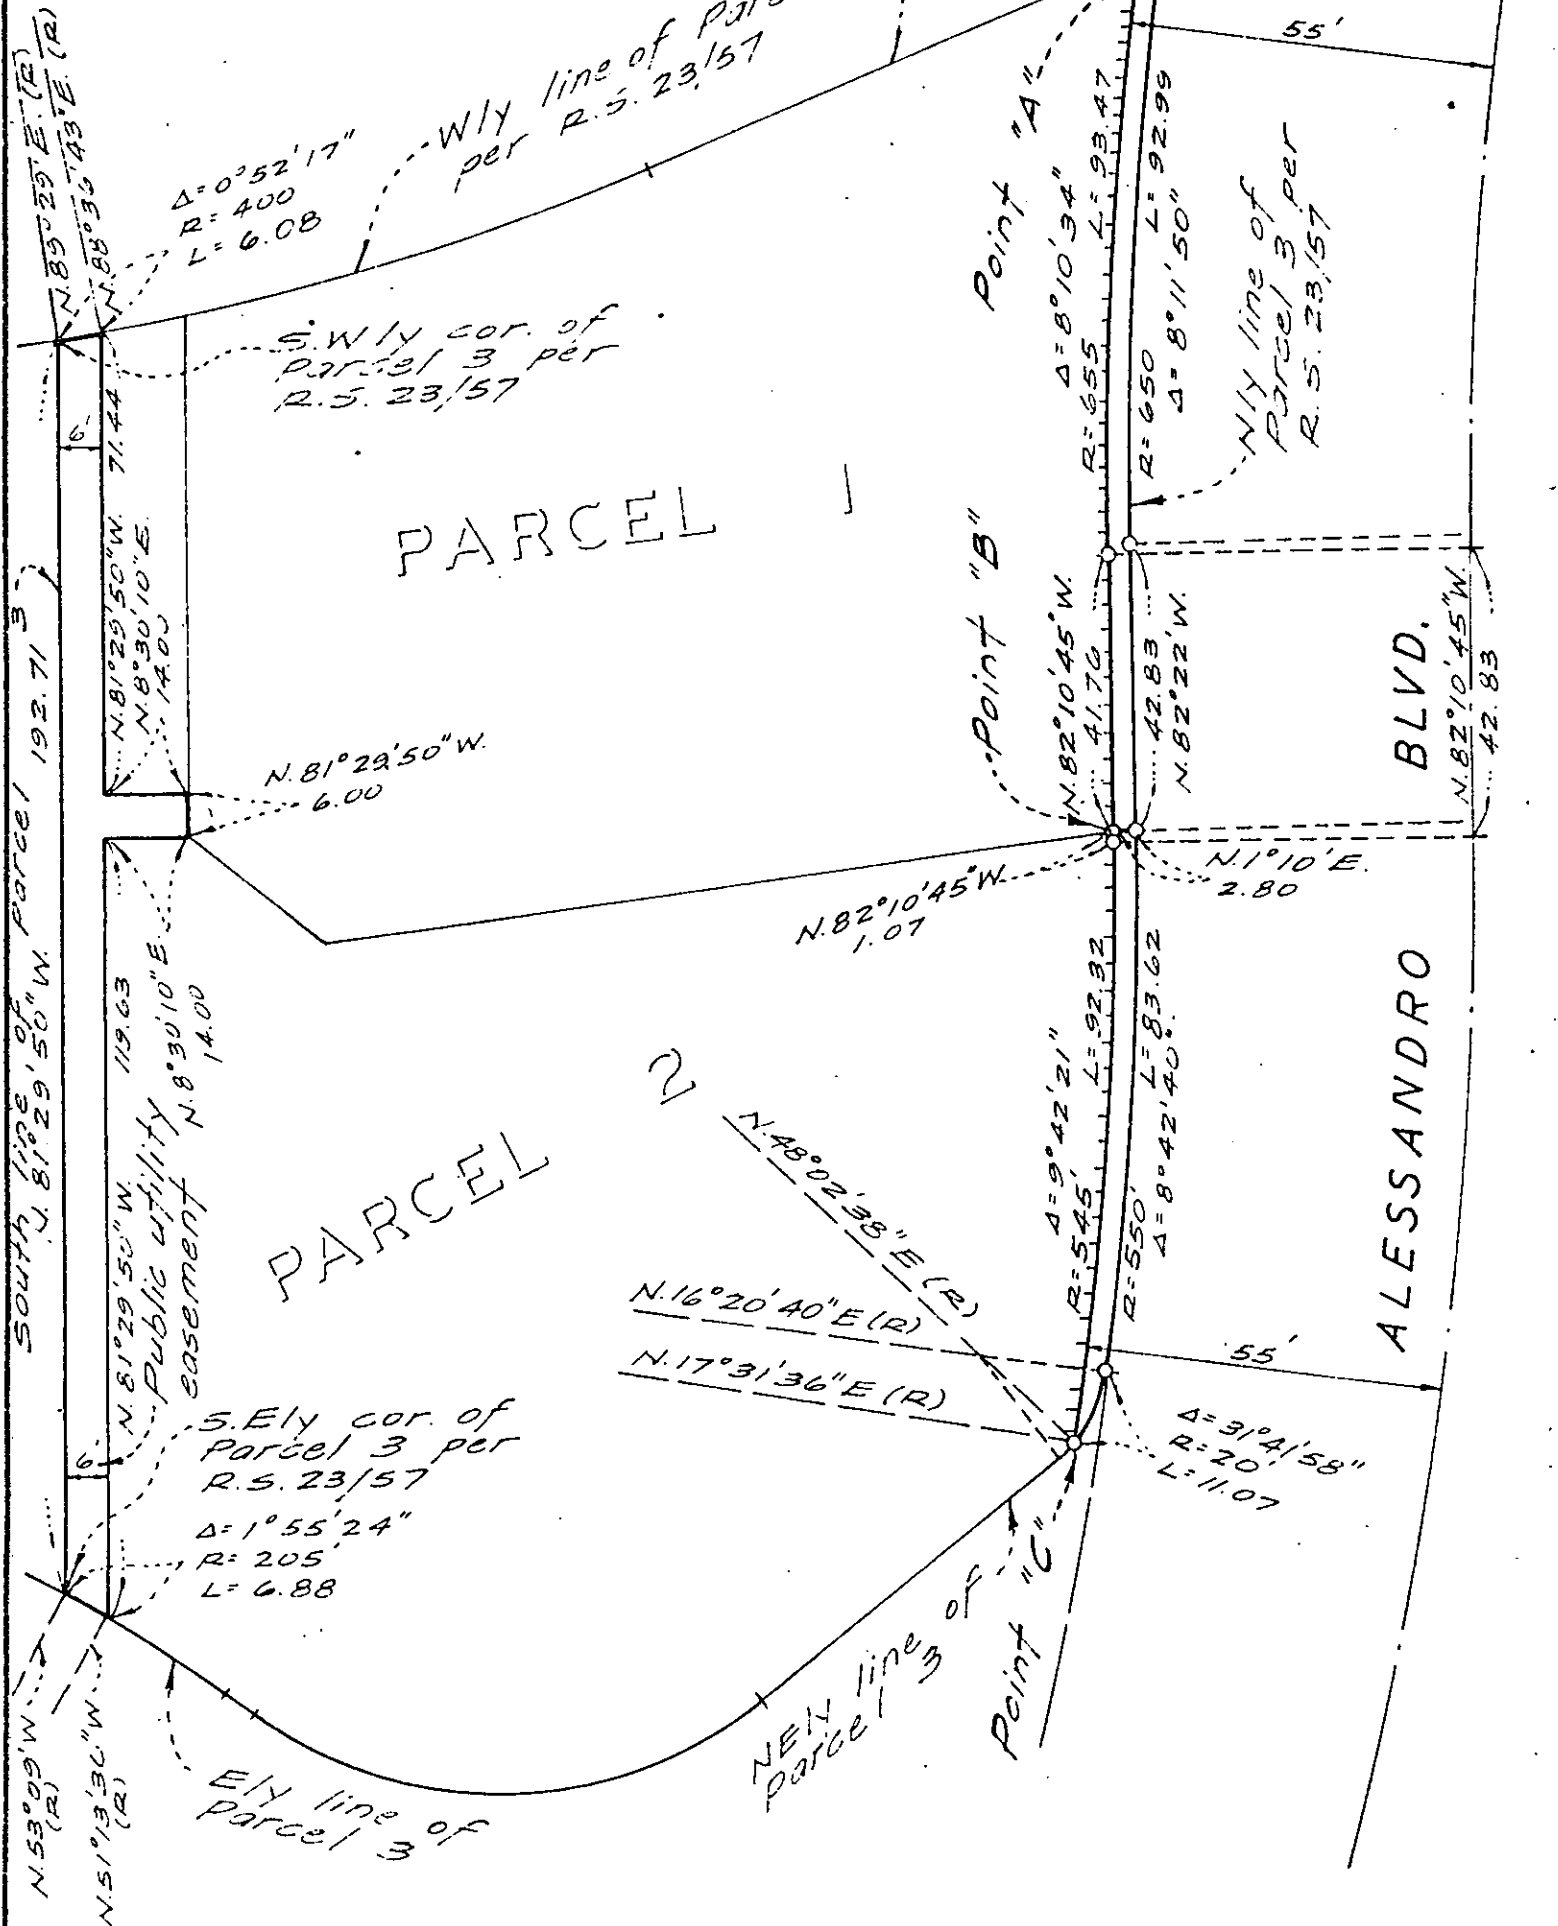 N.89°29'E.(R)
N.88°36'43"E.(R)
Δ=0°52'17"
R=400
L=6.08
Wly line of
per R.S. 23/57
55'
S.Wly cor. of
Parcel 3 per
R.S. 23/57
6'
N.81°29'50"W. 71.44
N.8°30'10"E.
14.00
PARCEL 1
Point "A"
Δ=8°10'34"
R=655 L=93.47
R=650 L=92.99
Δ=8°11'50"
Nly line of
Parcel 3 per
R.S. 23/57
South line of Parcel 3
N.81°29'50"W. 192.71
N.81°29'50"W.
6.00
Point "B"
N.82°10'45"W.
41.76
42.83
N.82°22'W.
N.82°10'45"W.
42.83
N.1°10'E.
2.80
N.82°10'45"W.
1.07
ALESSANDRO BLVD.
N.81°29'50"W. 119.63
Public utility
easement
N.8°30'10"E.
14.00
PARCEL 2
N.48°02'38"E(R)
N.16°20'40"E(R)
N.17°31'36"E(R)
Δ=9°42'21"
R=545' L=92.32
R=550' L=83.62
Δ=8°42'40"
55'
6'
S.Ely cor. of
Parcel 3 per
R.S. 23/57
Δ=1°55'24"
R=205'
L=6.88
Δ=31°41'58"
R=20'
L=11.07
Point "C"
NEly line of
Parcel 3
Ely line of
Parcel 3
N.53°09'W
(R)
N.51°13'36"W
(R)